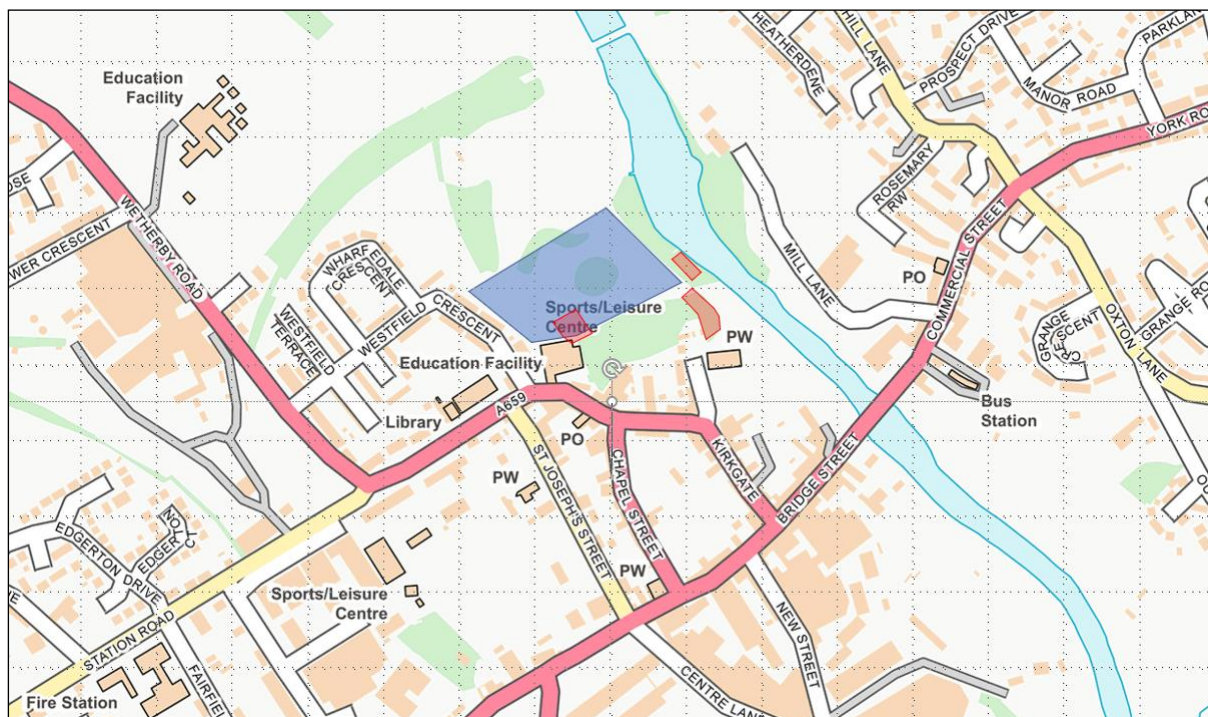 HEATHERDENE
HILL LANE
PROSPECT DRIVE
PARKLAN
MANOR ROAD
YORK RO
Education
Facility
OSE
WER CRESCENT
WETHERBY ROAD
WHARFEDALE
CRESCENT
WESTFIELD
CRESCENT
WESTFIELD
TERRACE
Sports/Leisure
Centre
ROSEMARY
RW
MILL LANE
PO
COMMERCIAL STREET
GRANGE
CRESCENT
OXTON LANE
GRANGE RO
PW
Education Facility
Library
A659
PO
Bus
Station
PW
ST JOSEPH'S STREET
CHAPEL STREET
KIRKGATE
BRIDGE STREET
EDGERTON DRIVE
EDGERTON
CT
PW
Sports/Leisure
Centre
STATION ROAD
NEW STREET
Fire Station
FAIRFIE
CENTRE LANE